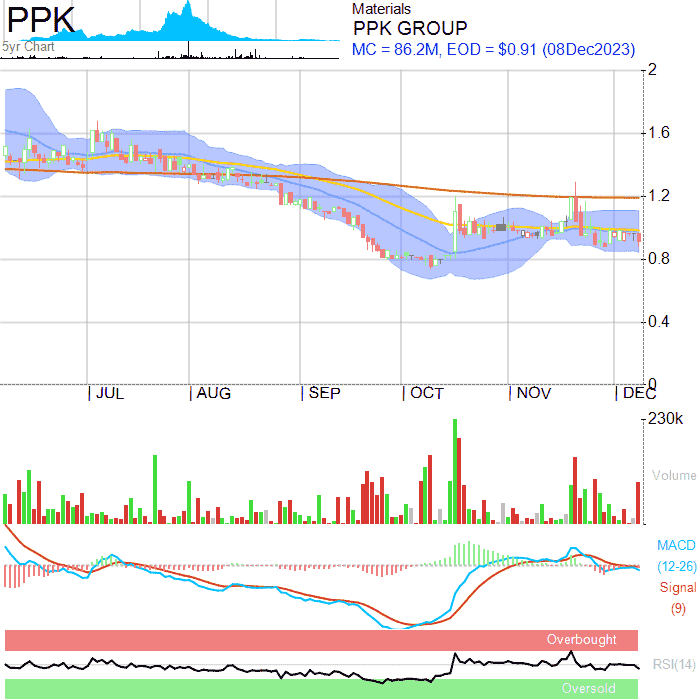 PPK
5yr Chart
Materials
PPK GROUP
MC = 86.2M, EOD = $0.91 (08Dec2023)
2
1.6
1.2
0.8
0.4
0
JUL AUG SEP OCT NOV DEC
230k
Volume
MACD
(12-26)
Signal
(9)
Overbought
RSI(14)
Oversold